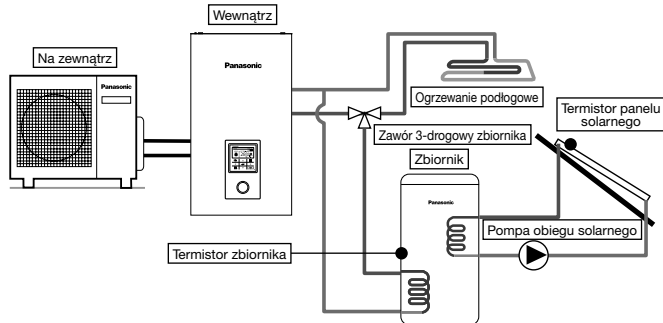 Wewnątrz
Na zewnątrz
Panasonic
Panasonic
Ogrzewanie podłogowe
Termistor panelu
solarnego
Zawór 3-drogowy zbiornika
Zbiornik
Panasonic
Pompa obiegu solarnego
Termistor zbiornika